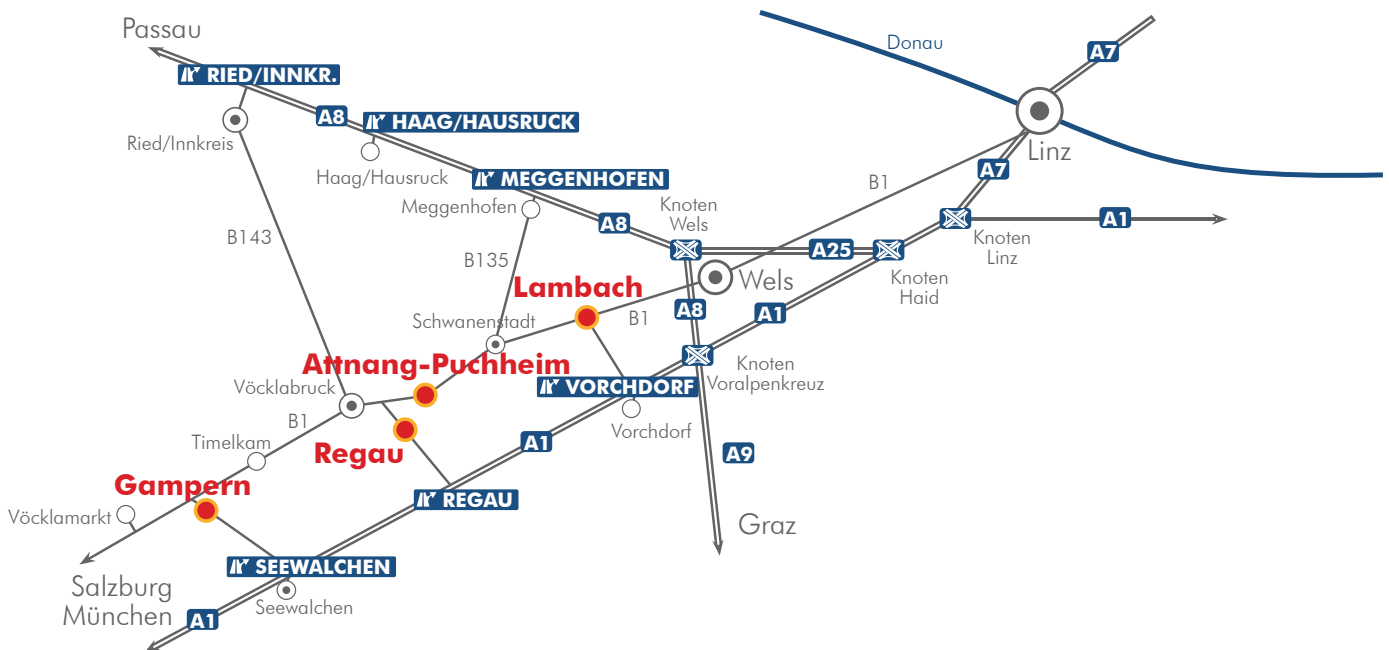 Passau
Donau
A7
RIED/INNKR.
A8
HAAG/HAUSRUCK
Ried/Innkreis
Linz
Haag/Hausruck
MEGGENHOFEN
A7
B1
Meggenhofen
Knoten
Wels
A8
A1
B143
Knoten
Linz
A25
B135
Knoten
Haid
Wels
Lambach
A8
A1
B1
Schwanenstadt
Attnang-Puchheim
Knoten
Voralpenkreuz
Vöcklabruck
VORCHDORF
B1
Vorchdorf
Timelkam
A1
Regau
A9
Gampern
REGAU
Vöcklamarkt
Graz
SEEWALCHEN
Salzburg
München
Seewalchen
A1